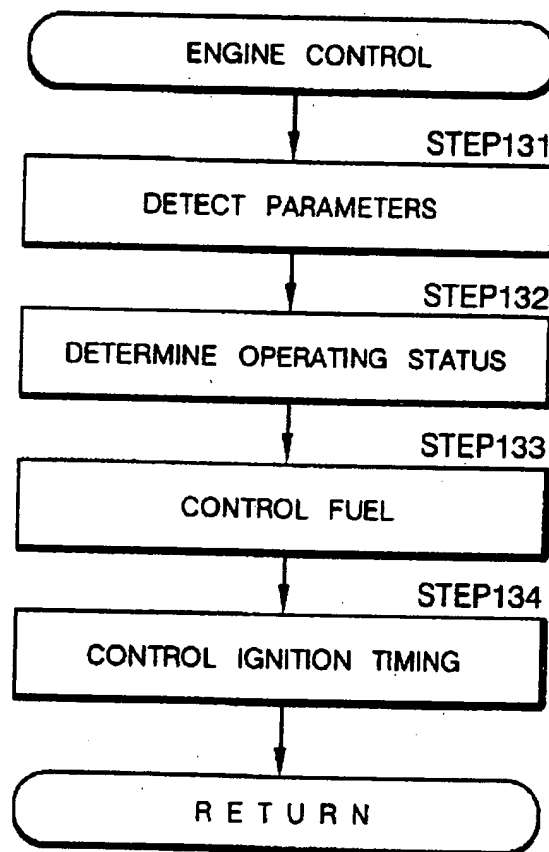 ENGINE CONTROL
STEP131
DETECT PARAMETERS
STEP132
DETERMINE OPERATING STATUS
STEP133
CONTROL FUEL
STEP134
CONTROL IGNITION TIMING
RETURN